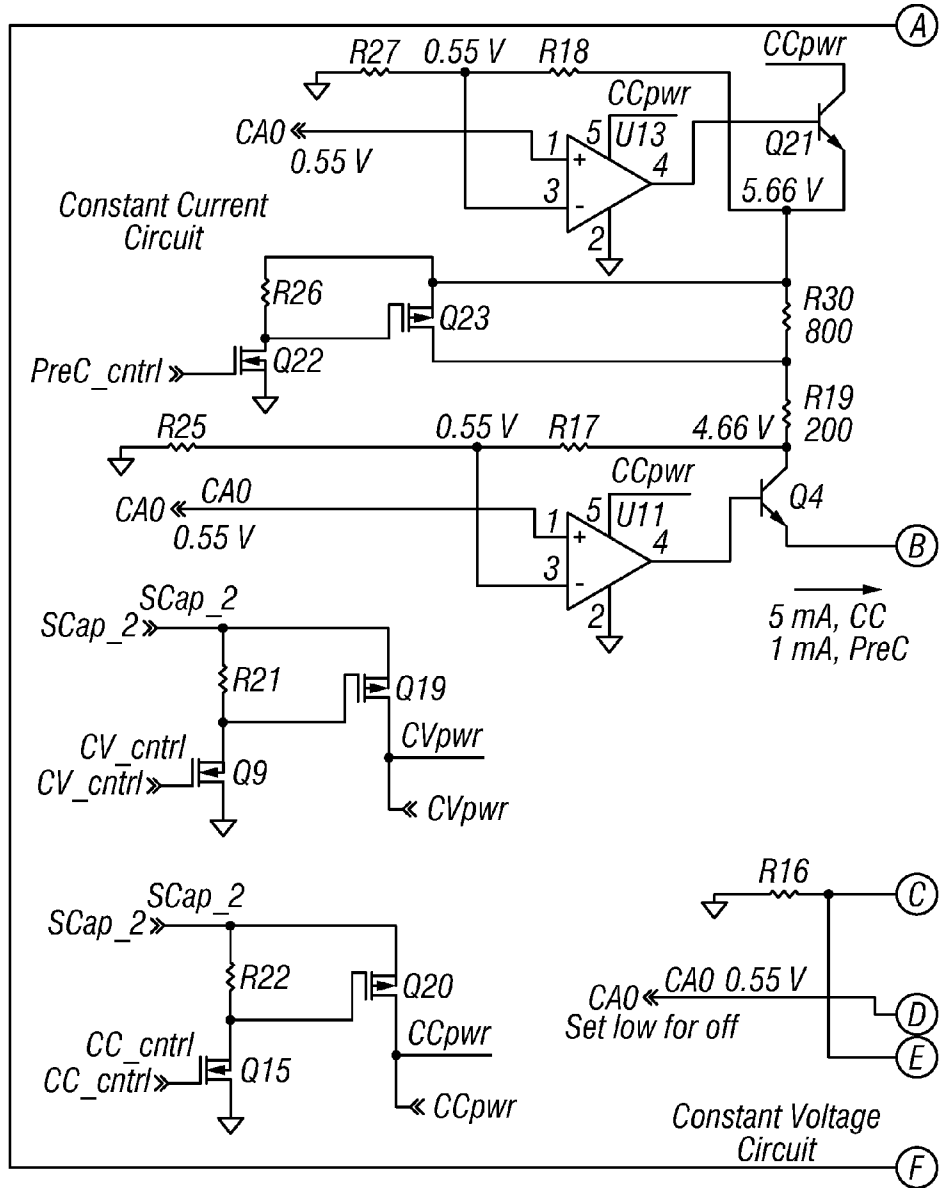 A
R27 0.55 V R18 CCpwr
CCpwr
CA0 5 U13 Q21
0.55 V 1 + 4
3 - 5.66 V
2
Constant Current
Circuit
R26 Q23 R30
800
PreC_cntrl Q22
R19
200
R25 0.55 V R17 4.66 V
CCpwr
CA0 CA0 5 U11 Q4
0.55 V 1 + 4 B
3 -
2
5 mA, CC
1 mA, PreC
SCap_2
SCap_2
R21 Q19
CV_cntrl CVpwr
CV_cntrl Q9
CVpwr
R16 C
SCap_2
SCap_2
R22 Q20 CA0 CA0 0.55 V D
Set low for off
CC_cntrl CCpwr E
CC_cntrl Q15
CCpwr
Constant Voltage
Circuit
F